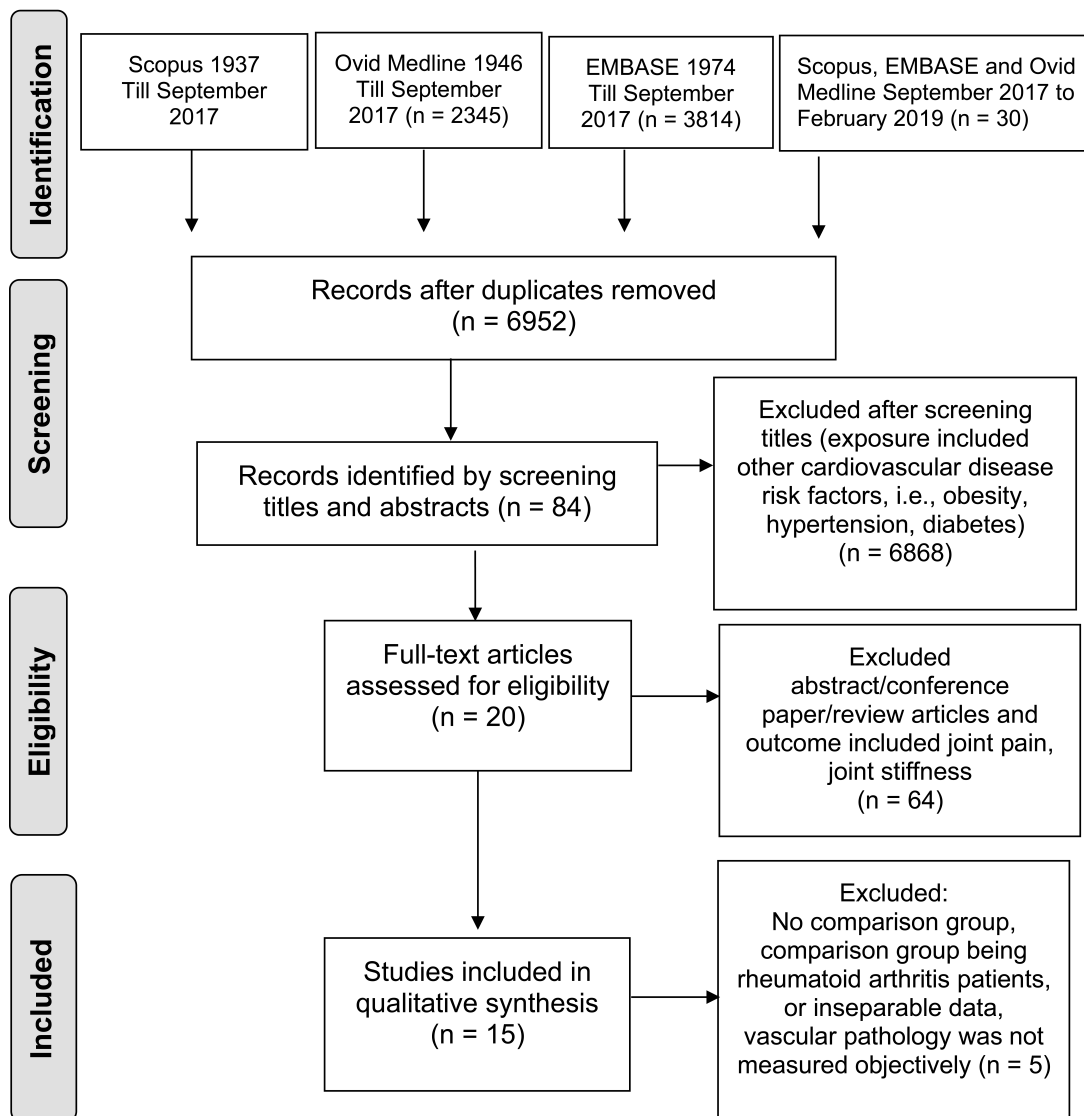 Identification
Scopus 1937
Till September
2017
Ovid Medline 1946
Till September
2017 (n = 2345)
EMBASE 1974
Till September
2017 (n = 3814)
Scopus, EMBASE and Ovid
Medline September 2017 to
February 2019 (n = 30)
Screening
Records after duplicates removed
(n = 6952)
Records identified by screening
titles and abstracts (n = 84)
Excluded after screening
titles (exposure included
other cardiovascular disease
risk factors, i.e., obesity,
hypertension, diabetes)
(n = 6868)
Eligibility
Full-text articles
assessed for eligibility
(n = 20)
Excluded
abstract/conference
paper/review articles and
outcome included joint pain,
joint stiffness
(n = 64)
Included
Studies included in
qualitative synthesis
(n = 15)
Excluded:
No comparison group,
comparison group being
rheumatoid arthritis patients,
or inseparable data,
vascular pathology was not
measured objectively (n = 5)